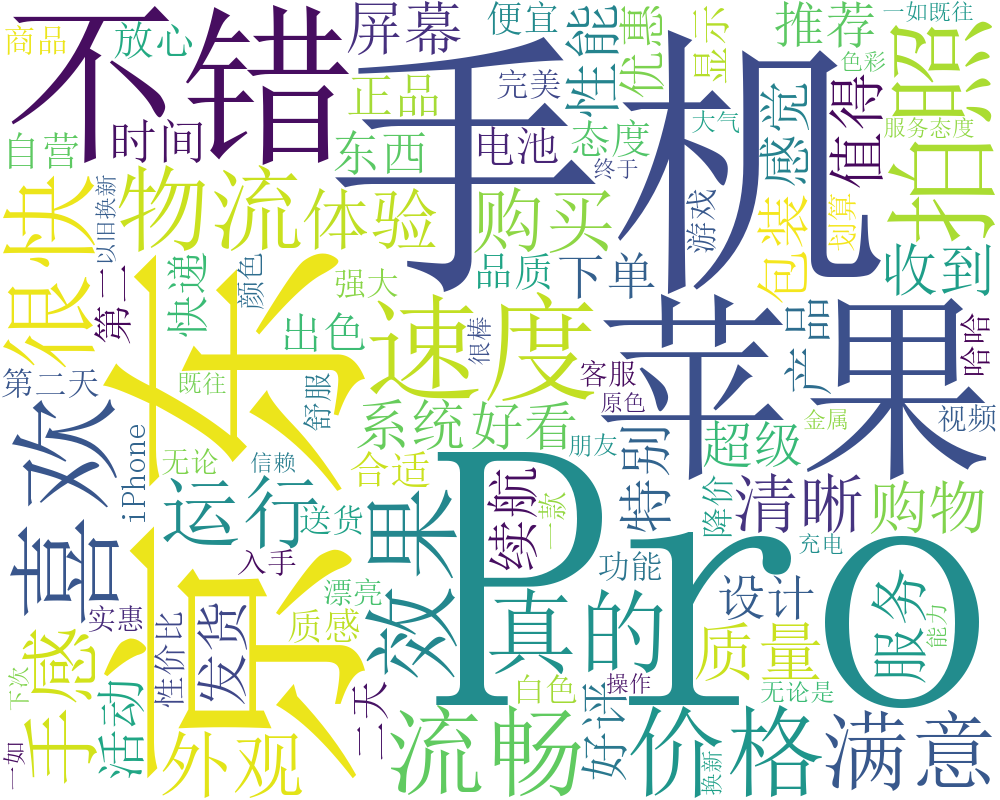 不错
手机
拍照
屏幕
便宜
性能
优惠
显示
推荐
一如既往
色彩
商品
放心
正品
完美
感觉
值得
大气
服务态度
自营
时间
东西
电池
态度
终于
以旧换新
很快
物流
体验
购买
游戏
包装
划算
收到
第二
快递
颜色
强大
品质
下单
京东
出色
速度
很棒
苹果
产品
哈哈
第二天
既往
舒服
客服
原色
金属
视频
喜欢
iPhone
无论
系统
好看
朋友
特别
超级
信赖
合适
续航
一款
降价
清晰
购物
运行
送货
效果
Pro
充电
入手
功能
设计
服务
能力
实惠
性价比
发货
漂亮
质感
真的
质量
手感
下次
白色
操作
无论是
一如
活动
外观
二天
流畅
好评
价格
换新
满意